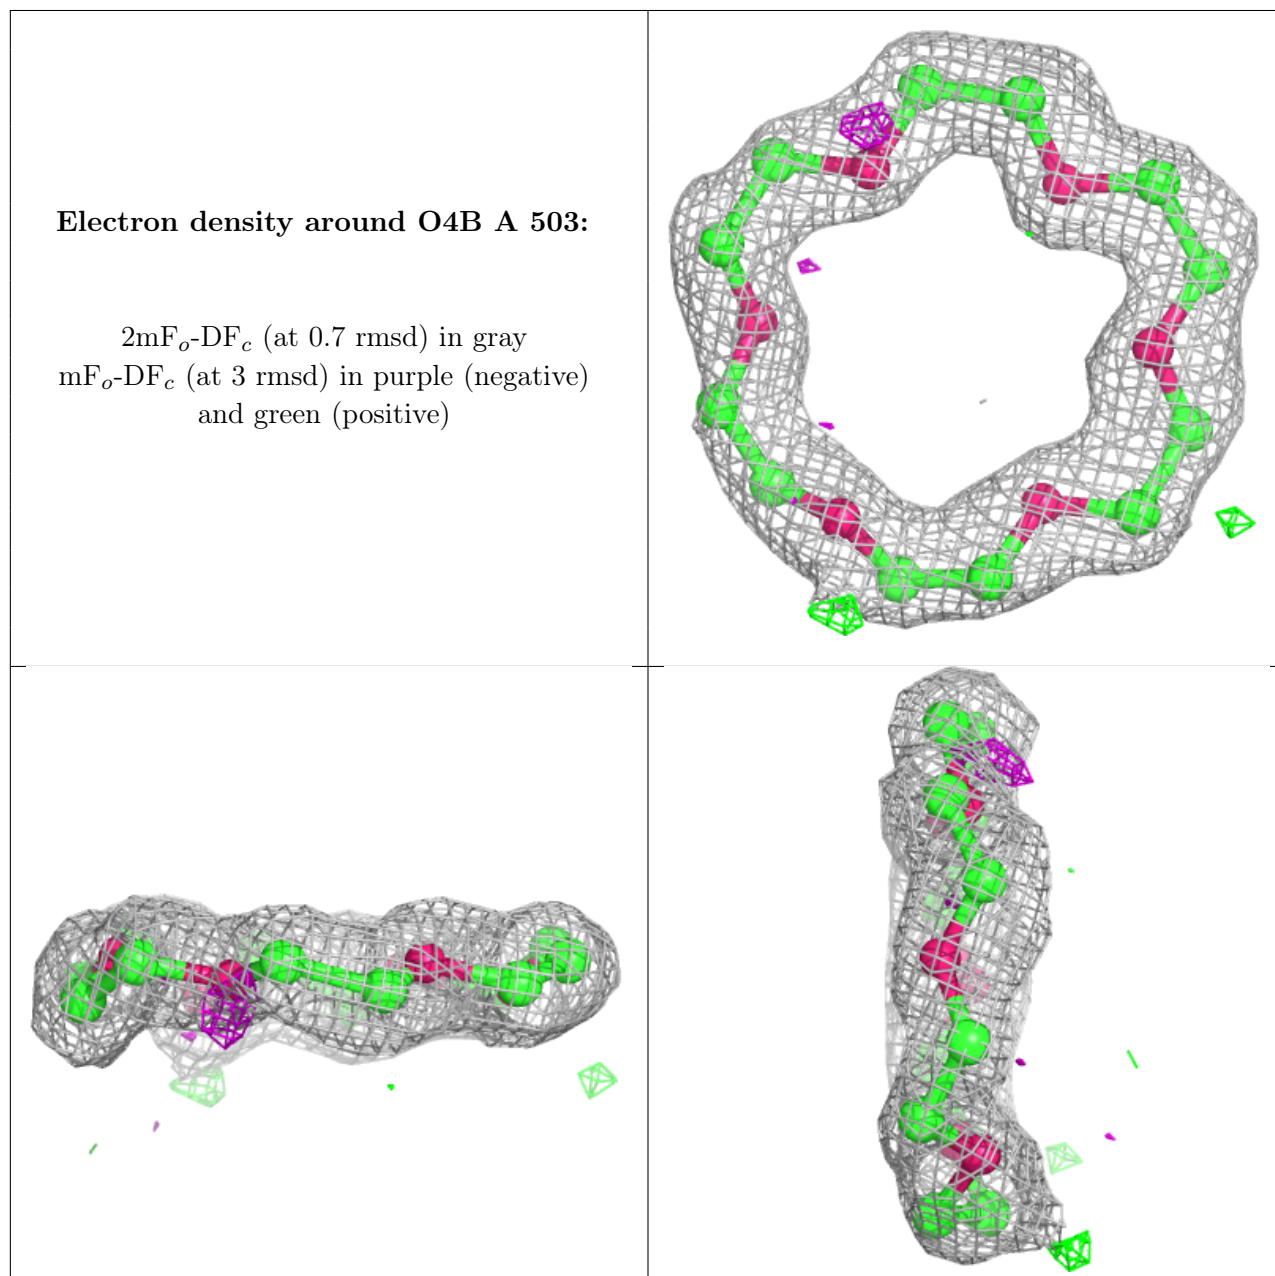 Electron density around O4B A 503:
2mFo-DFc (at 0.7 rmsd) in gray
mFo-DFc (at 3 rmsd) in purple (negative)
and green (positive)